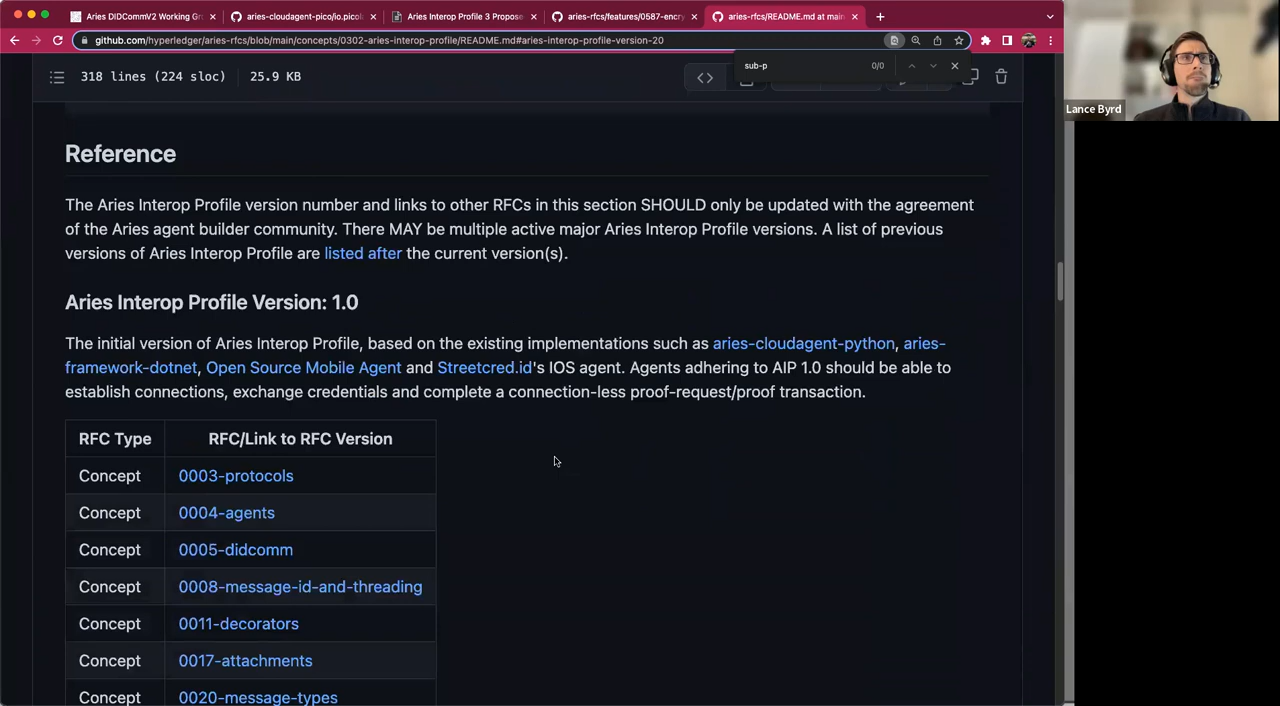 Aries DIDCommV2 Working Gr
aries-cloudagent-pico/io.picol
Aries Interop Profile 3 Propose
aries-rfcs/features/0587-encry
aries-rfcs/README.md at main
github.com/hyperledger/aries-rfcs/blob/main/concepts/0302-aries-interop-profile/README.md#aries-interop-profile-version-20
sub-p
0/0
318 lines (224 sloc)
25.9 KB
Lance Byrd
Reference
The Aries Interop Profile version number and links to other RFCs in this section SHOULD only be updated with the agreement
of the Aries agent builder community. There MAY be multiple active major Aries Interop Profile versions. A list of previous
versions of Aries Interop Profile are listed after the current version(s).
Aries Interop Profile Version: 1.0
The initial version of Aries Interop Profile, based on the existing implementations such as aries-cloudagent-python, aries-
framework-dotnet, Open Source Mobile Agent and Streetcred.id's IOS agent. Agents adhering to AIP 1.0 should be able to
establish connections, exchange credentials and complete a connection-less proof-request/proof transaction.
RFC Type RFC/Link to RFC Version
Concept 0003-protocols
Concept 0004-agents
Concept 0005-didcomm
Concept 0008-message-id-and-threading
Concept 0011-decorators
Concept 0017-attachments
Concept 0020-message-types